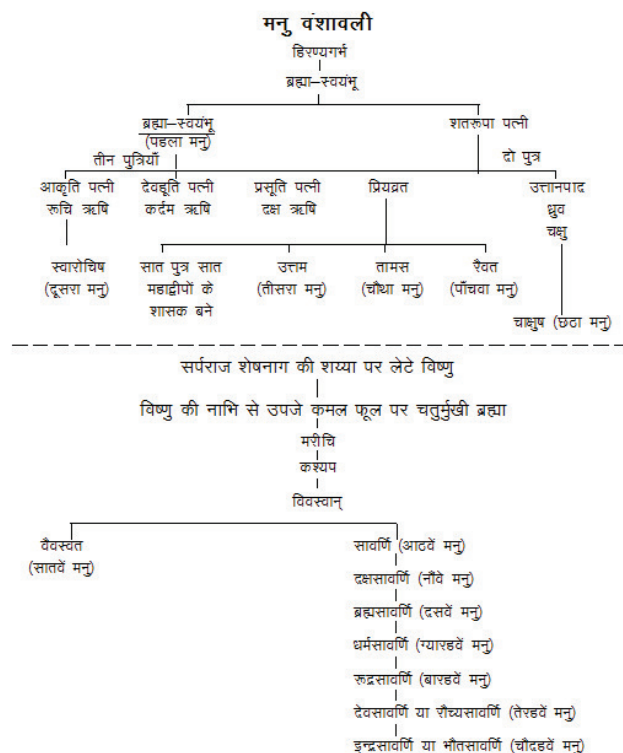 मनु वंशावली
हिरण्यगर्भ
ब्रह्मा–स्वयंभू
ब्रह्मा–स्वयंभू
(पहला मनु)
शतरूपा पत्नी
तीन पुत्रियाँ
दो पुत्र
आकृति पत्नी
रूचि ऋषि
देवहूति पत्नी
कर्दम ऋषि
प्रसूति पत्नी
दक्ष ऋषि
प्रियव्रत
उत्तानपाद
ध्रुव
चक्षु
स्वारोचिष
(दूसरा मनु)
सात पुत्र सात
महाद्वीपों के
शासक बने
उत्तम
(तीसरा मनु)
तामस
(चौथा मनु)
रैवत
(पाँचवा मनु)
चाक्षुष (छठा मनु)
सर्पराज शेषनाग की शय्या पर लेटे विष्णु
विष्णु की नाभि से उपजे कमल फूल पर चतुर्मुखी ब्रह्मा
मरीचि
कश्यप
विवस्वान्
वैवस्वत
(सातवें मनु)
सावर्णि (आठवें मनु)
दक्षसावर्णि (नौंवे मनु)
ब्रह्मसावर्णि (दसवें मनु)
धर्मसावर्णि (ग्यारहवें मनु)
रूद्रसावर्णि (बारहवें मनु)
देवसावर्णि या रौच्यसावर्णि (तेरहवें मनु)
इन्द्रसावर्णि या भौतसावर्णि (चौदहवें मनु)